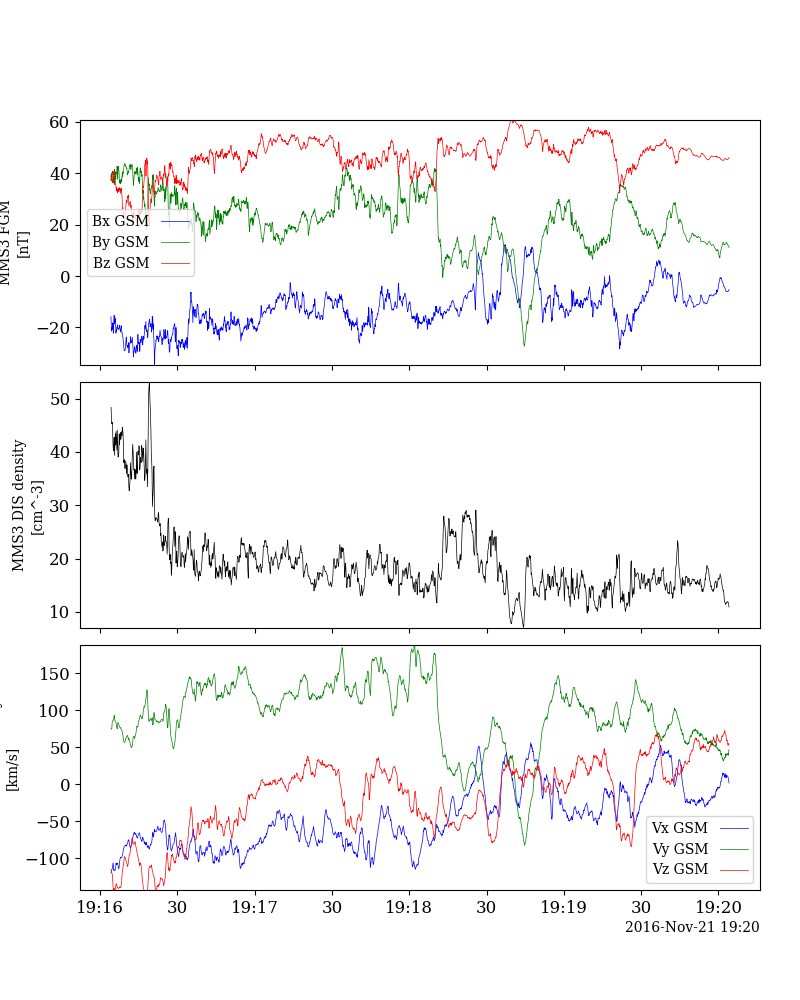 60
40
20
0
−20
MMS3 FGM
[nT]
Bx GSM
By GSM
Bz GSM
50
40
30
20
10
MMS3 DIS density
[cm^-3]
150
100
50
0
−50
−100
[km/s]
Vx GSM
Vy GSM
Vz GSM
19:16 30 19:17 30 19:18 30 19:19 30 19:20
2016-Nov-21 19:20